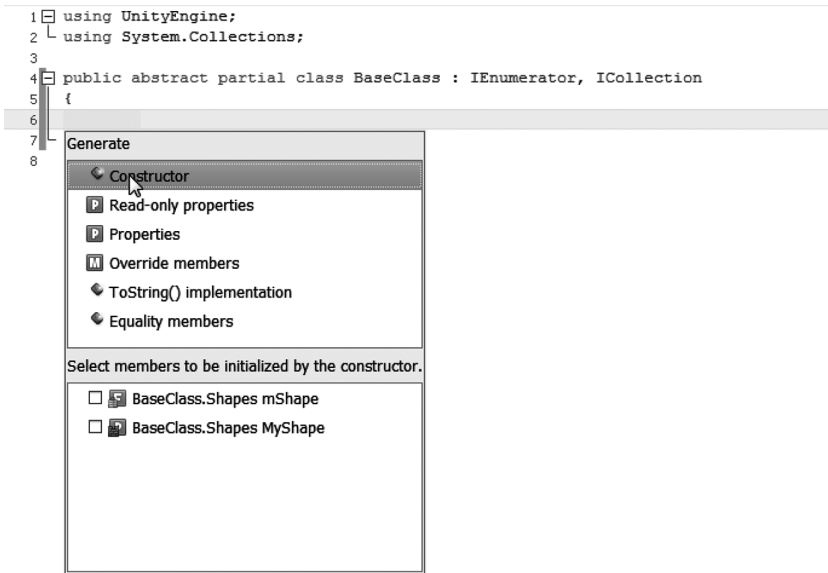 1 using UnityEngine;
2 using System.Collections;
3
4 public abstract partial class BaseClass : IEnumerator, ICollection
5 {
6
7
8
Generate
Constructor
P Read-only properties
P Properties
M Override members
ToString() implementation
Equality members
Select members to be initialized by the constructor.
BaseClass.Shapes mShape
BaseClass.Shapes MyShape